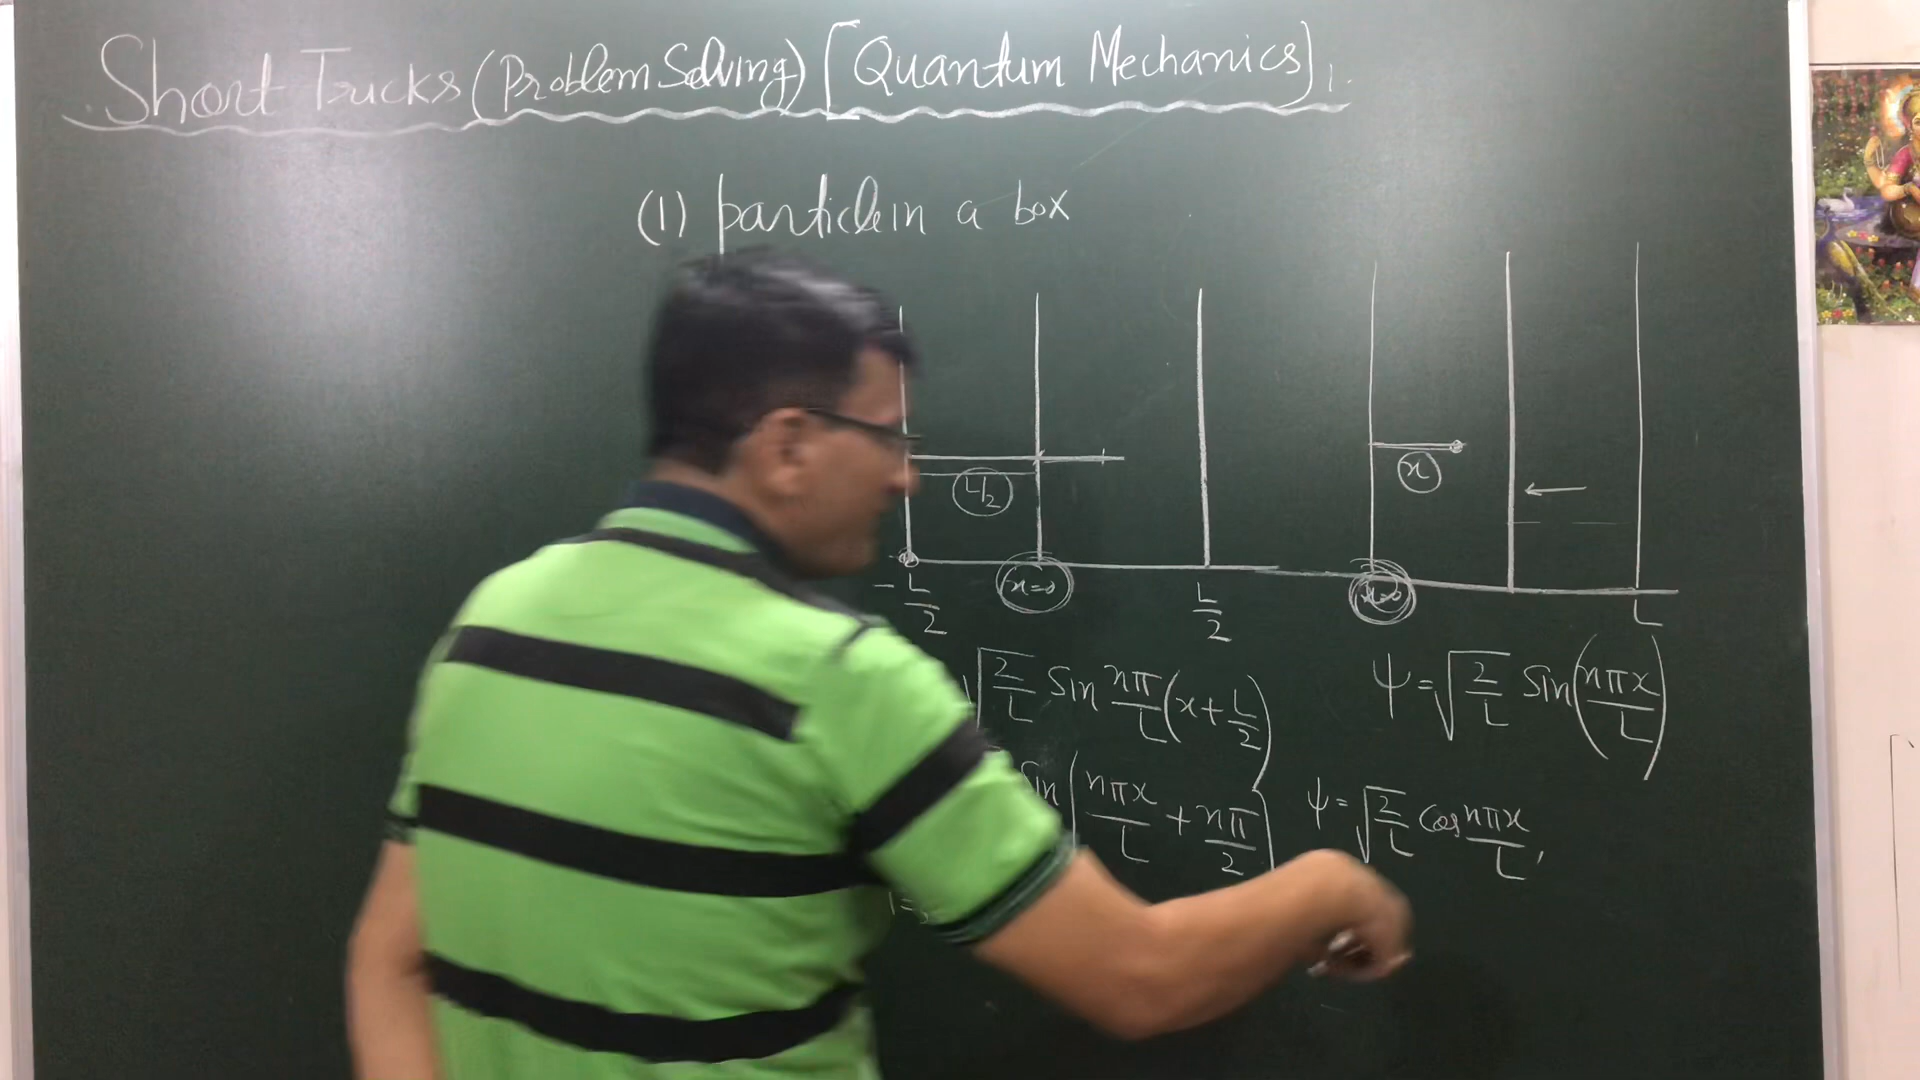 Short Trucks (Problem Solving) [Quantum Mechanics],.
(1) particle in a box
L/2
x
-L/2 x=0 L/2 x=0 L
√(2/L) Sin nπ/L (x + L/2) ψ = √(2/L) Sin(nπx/L)
Sin(nπx/L + nπ/2) ψ = √(2/L) Cos nπx/L,